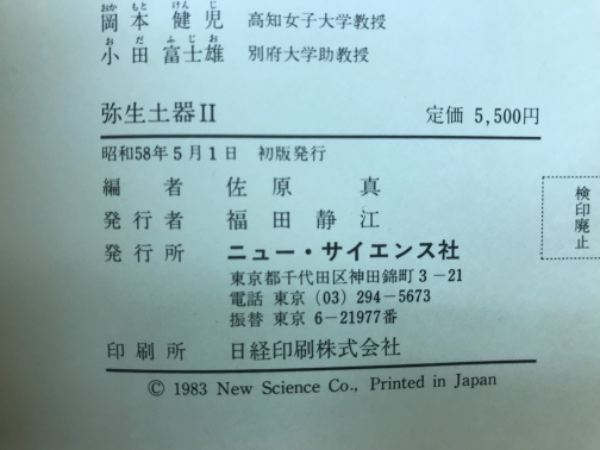 おか もと けん じ
岡本健児 高知女子大学教授
お だ ふ じ お
小田富士雄 別府大学助教授
弥生土器II 定価 5,500円
昭和58年5月1日 初版発行
編者 佐原真
発行者 福田静江
発行所 ニュー・サイエンス社
東京都千代田区神田錦町3-21
電話 東京(03)294-5673
振替 東京 6-21977番
印刷所 日経印刷株式会社
© 1983 New Science Co., Printed in Japan
検印廃止